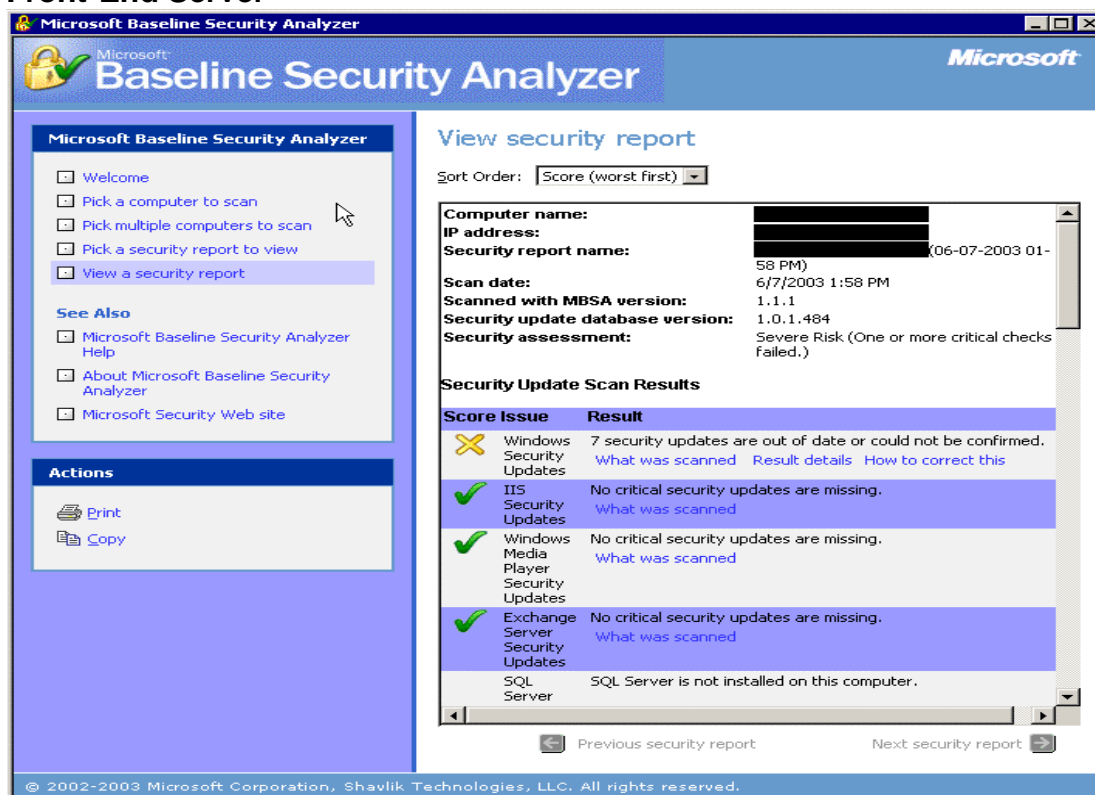 Front-End Server
Microsoft Baseline Security Analyzer
Microsoft
Baseline Security Analyzer
Microsoft
Microsoft Baseline Security Analyzer
Welcome
Pick a computer to scan
Pick multiple computers to scan
Pick a security report to view
View a security report
See Also
Microsoft Baseline Security Analyzer
Help
About Microsoft Baseline Security
Analyzer
Microsoft Security Web site
Actions
Print
Copy
View security report
Sort Order: Score (worst first)
Computer name:
IP address:
Security report name: (06-07-2003 01-
58 PM)
Scan date: 6/7/2003 1:58 PM
Scanned with MBSA version: 1.1.1
Security update database version: 1.0.1.484
Security assessment: Severe Risk (One or more critical checks
failed.)
Security Update Scan Results
Score Issue Result
Windows Security Updates 7 security updates are out of date or could not be confirmed.
What was scanned Result details How to correct this
IIS Security Updates No critical security updates are missing.
What was scanned
Windows Media Player Security Updates No critical security updates are missing.
What was scanned
Exchange Server Security Updates No critical security updates are missing.
What was scanned
SQL Server SQL Server is not installed on this computer.
Previous security report Next security report
© 2002-2003 Microsoft Corporation, Shavlik Technologies, LLC. All rights reserved.